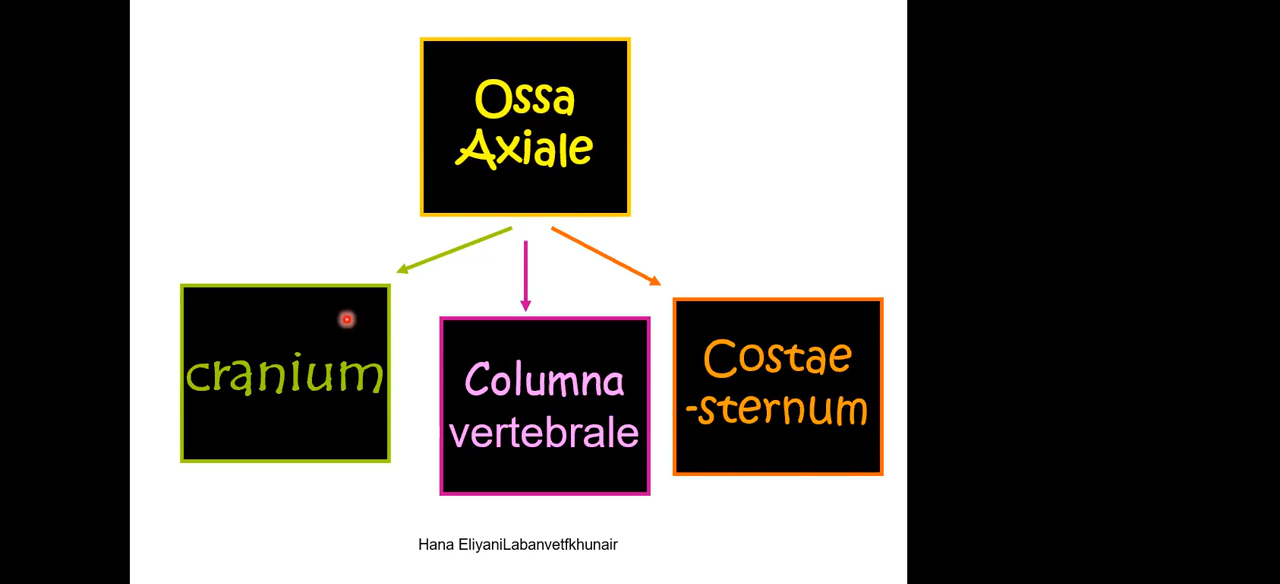 Ossa
Axiale
cranium
Columna
vertebrale
Costae
-sternum
Hana EliyaniLabanvetfkhunair